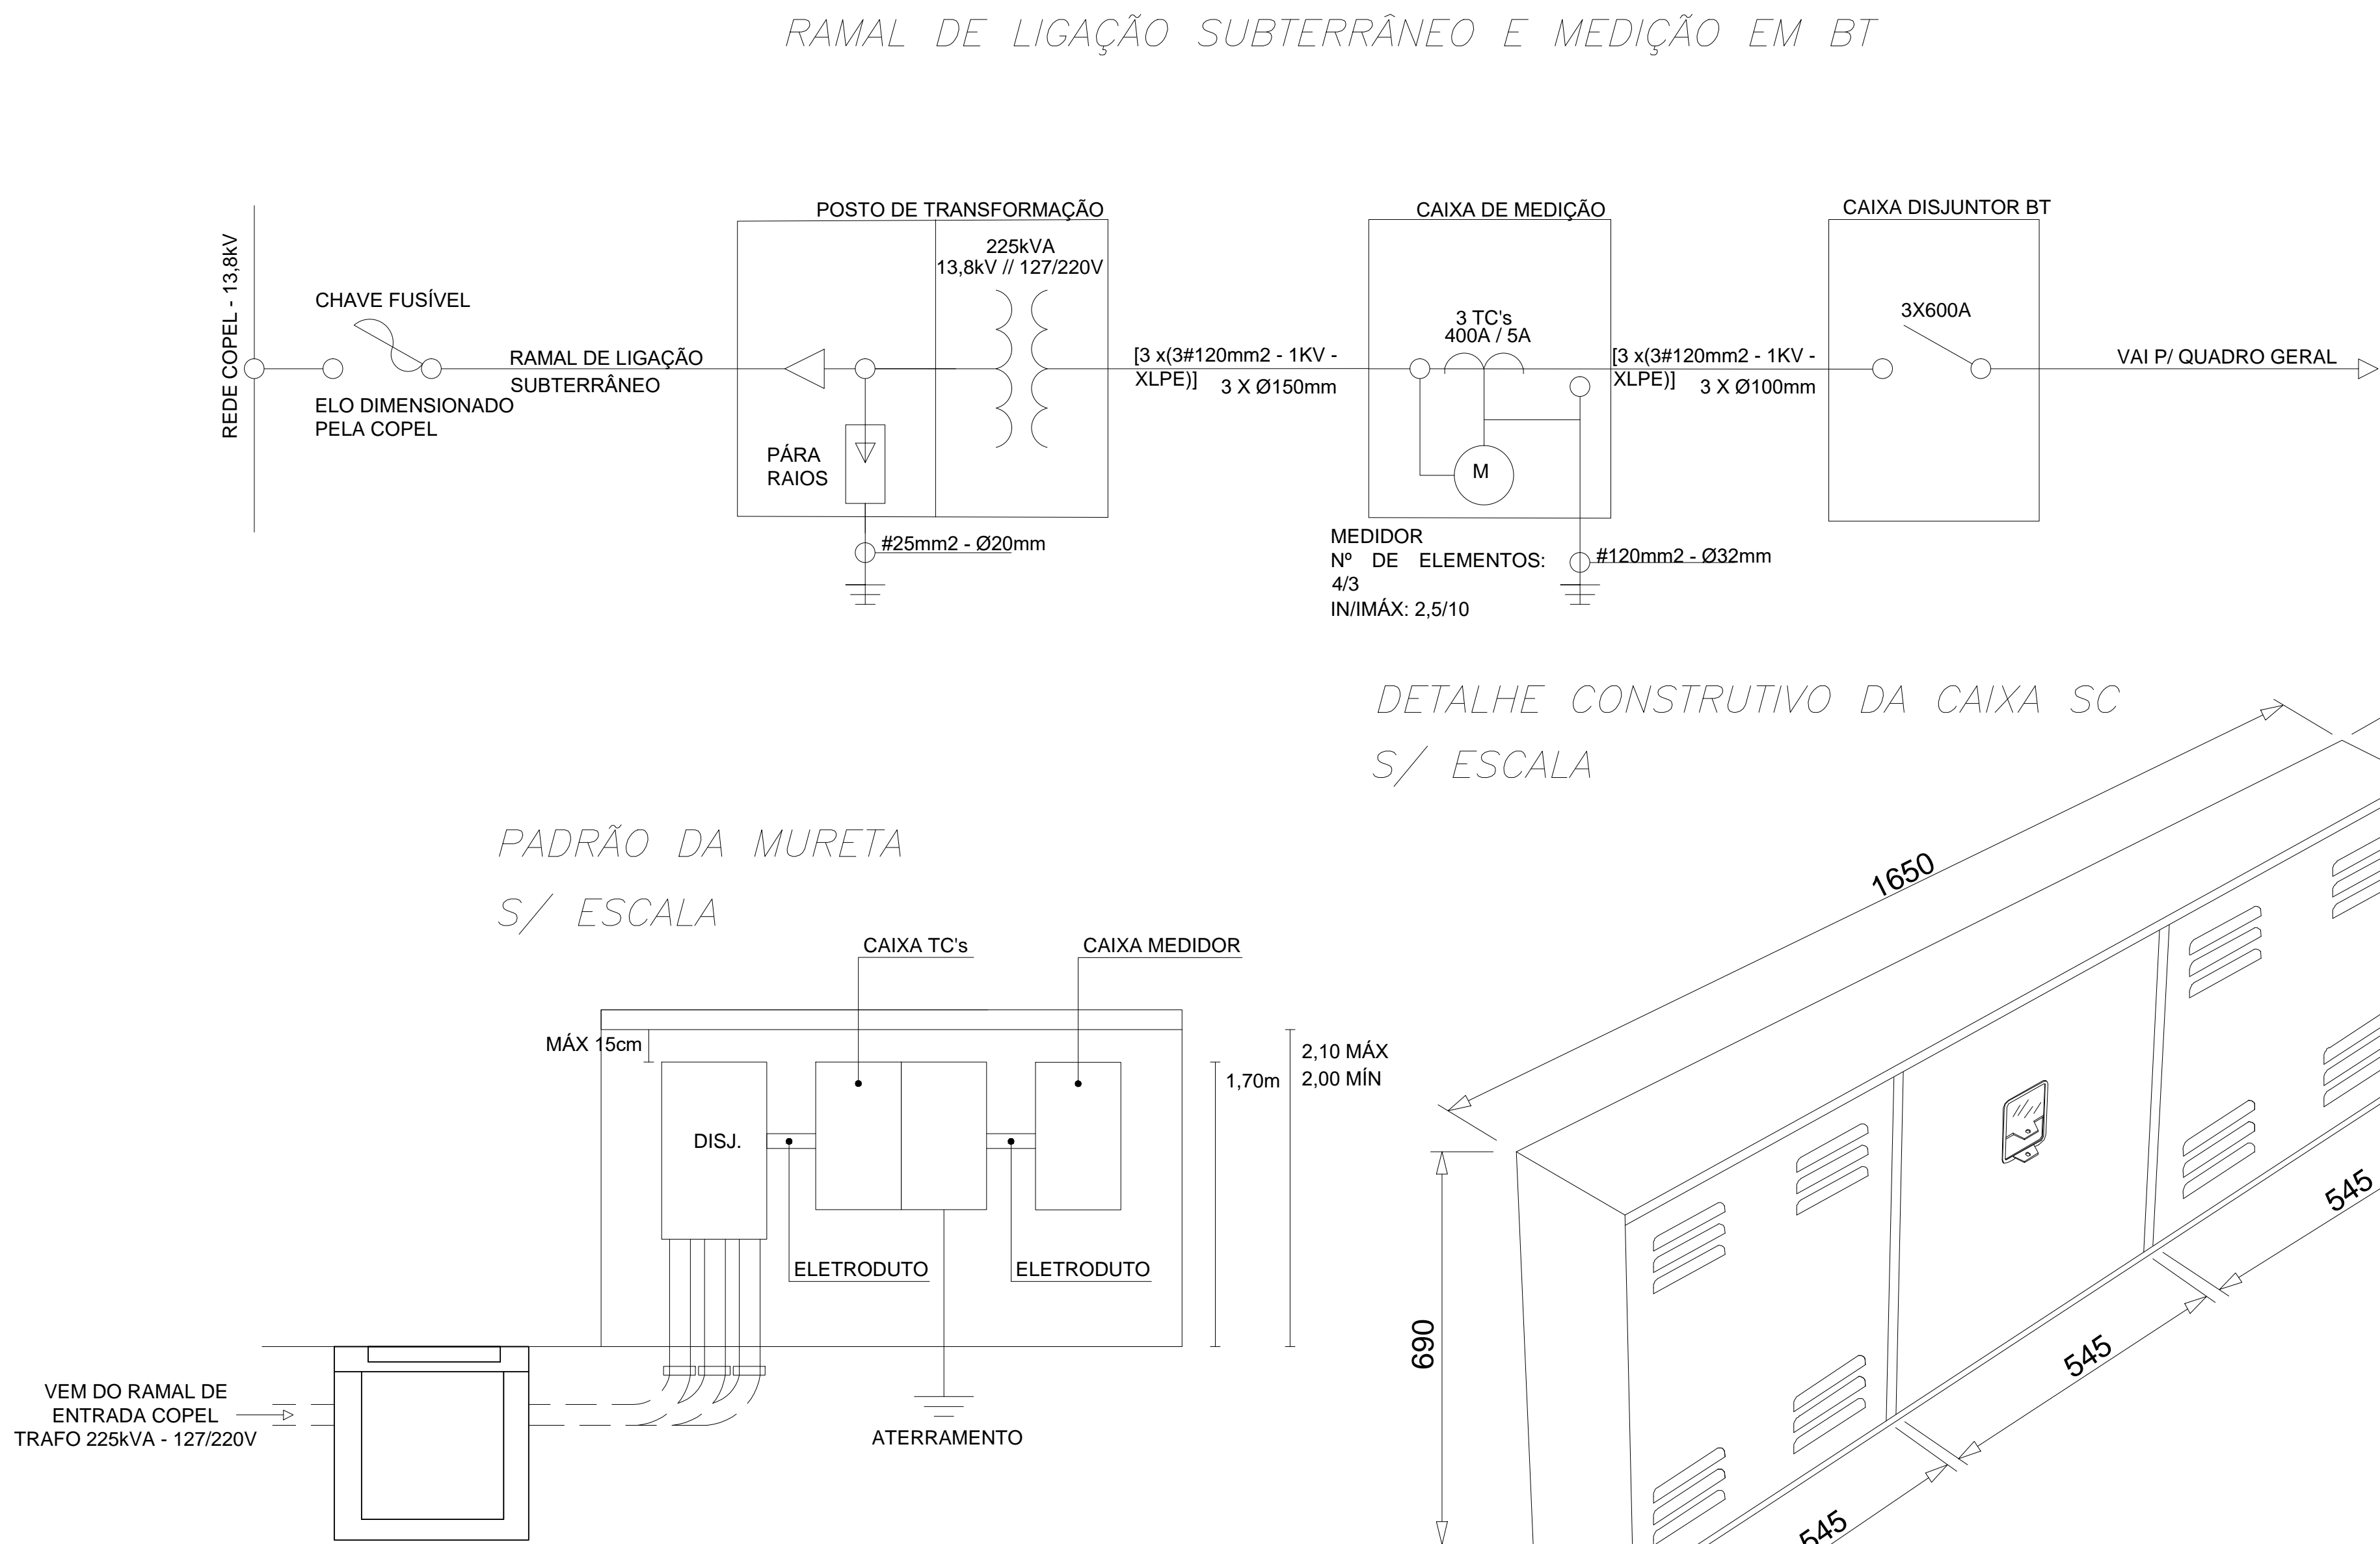 RAMAL DE LIGAÇÃO SUBTERRÂNEO E MEDIÇÃO EM BT
REDE COPEL - 13,8kV
CHAVE FUSÍVEL
ELO DIMENSIONADO
PELA COPEL
RAMAL DE LIGAÇÃO
SUBTERRÂNEO
POSTO DE TRANSFORMAÇÃO
225kVA
13,8kV // 127/220V
PÁRA
RAIOS
#25mm2 - Ø20mm
[3 x(3#120mm2 - 1KV -
XLPE)]
3 X Ø150mm
CAIXA DE MEDIÇÃO
3 TC's
400A / 5A
M
MEDIDOR
Nº DE ELEMENTOS:
4/3
IN/IMÁX: 2,5/10
#120mm2 - Ø32mm
[3 x(3#120mm2 - 1KV -
XLPE)]
3 X Ø100mm
CAIXA DISJUNTOR BT
3X600A
VAI P/ QUADRO GERAL
DETALHE CONSTRUTIVO DA CAIXA SC
S/ ESCALA
1650
690
545
545
545
PADRÃO DA MURETA
S/ ESCALA
CAIXA TC's
CAIXA MEDIDOR
MÁX 15cm
DISJ.
1,70m
2,10 MÁX
2,00 MÍN
ELETRODUTO
ELETRODUTO
VEM DO RAMAL DE
ENTRADA COPEL
TRAFO 225kVA - 127/220V
ATERRAMENTO